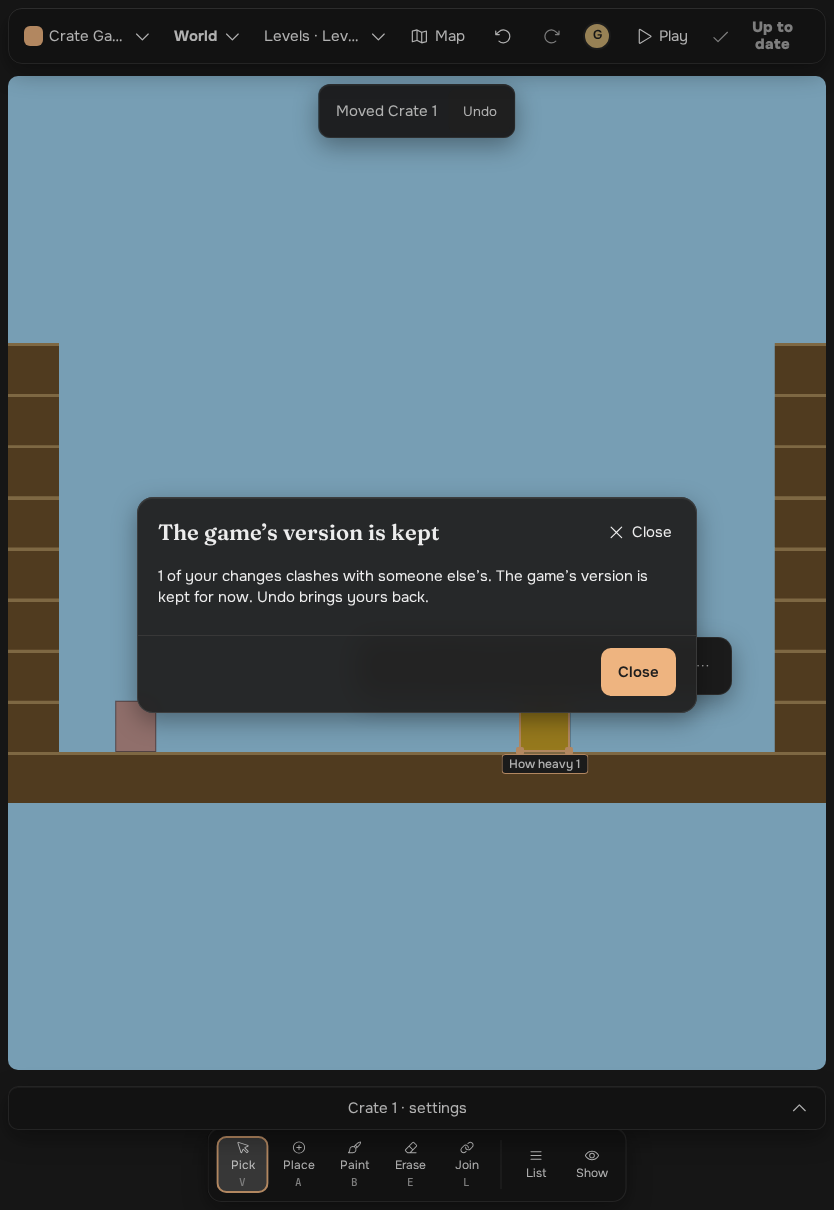 Crate Ga...
World
Levels · Lev...
Map
G
Play
Up to
date
Moved Crate 1
Undo
The game's version is kept
Close
1 of your changes clashes with someone else's. The game's version is
kept for now. Undo brings yours back.
Close
...
How heavy 1
Crate 1 · settings
Pick
V
Place
A
Paint
B
Erase
E
Join
L
List
Show